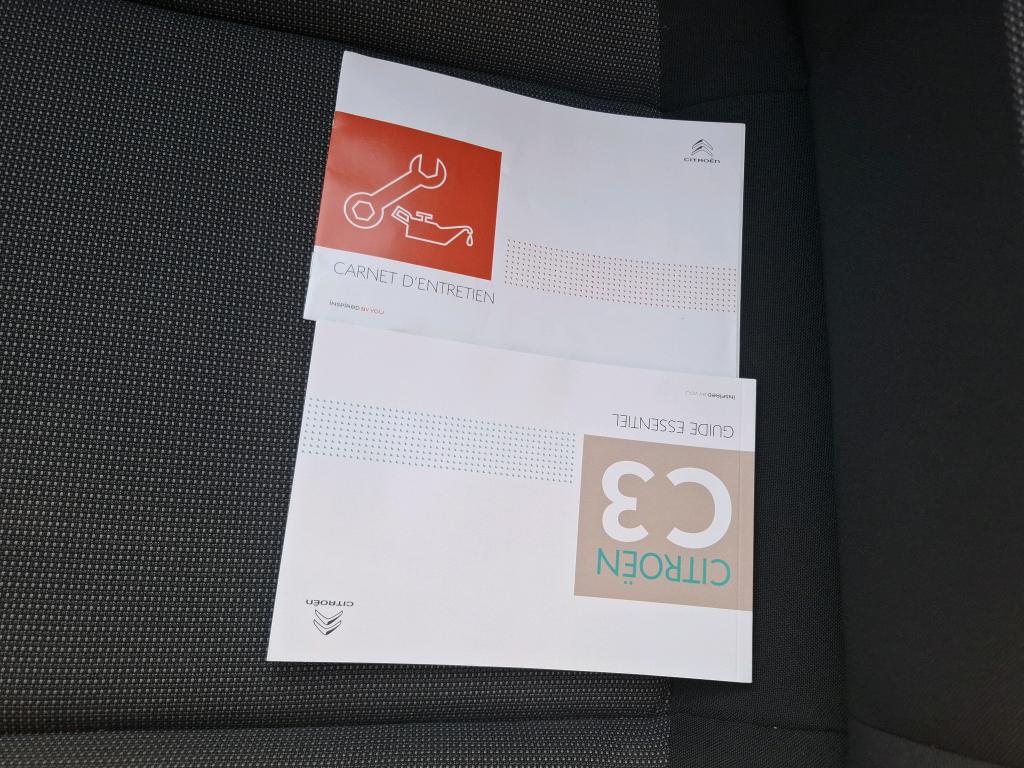 CITROËN
CARNET D'ENTRETIEN
INSPIRED BY YOU
CITROËN
C3
GUIDE ESSENTIEL
INSPIRED BY YOU
CITROËN